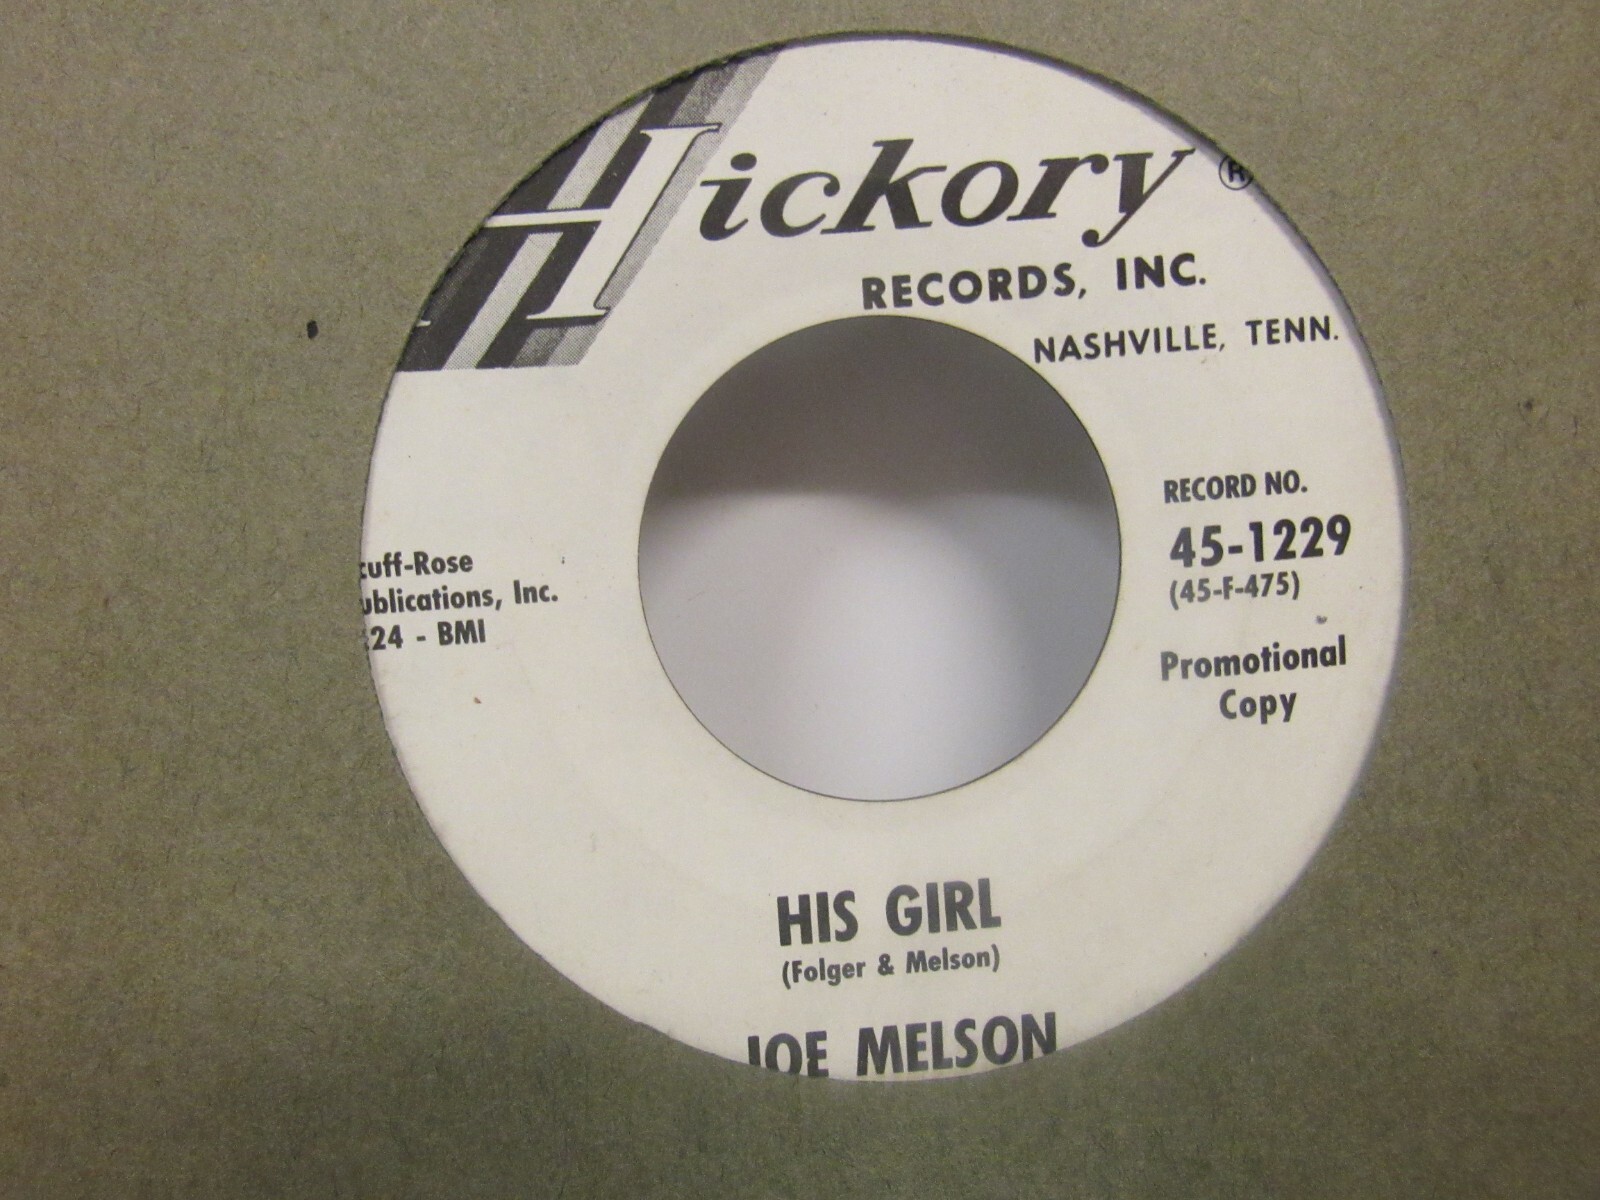 Hickory ®
RECORDS, INC.
NASHVILLE, TENN.
RECORD NO.
45-1229
(45-F-475)
Promotional
Copy
cuff-Rose
ublications, Inc.
:24 - BMI
HIS GIRL
(Folger & Melson)
JOE MELSON